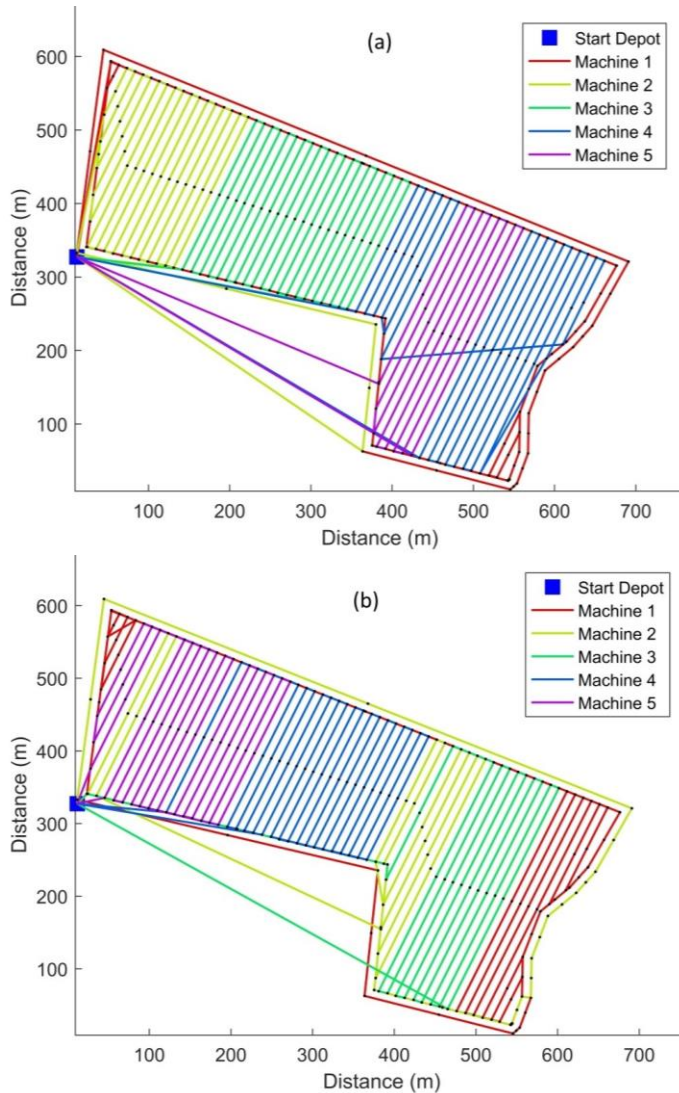 (a)
Start Depot
Machine 1
Machine 2
Machine 3
Machine 4
Machine 5
600
500
400
300
200
100
Distance (m)
100 200 300 400 500 600 700
Distance (m)
(b)
Start Depot
Machine 1
Machine 2
Machine 3
Machine 4
Machine 5
600
500
400
300
200
100
Distance (m)
100 200 300 400 500 600 700
Distance (m)